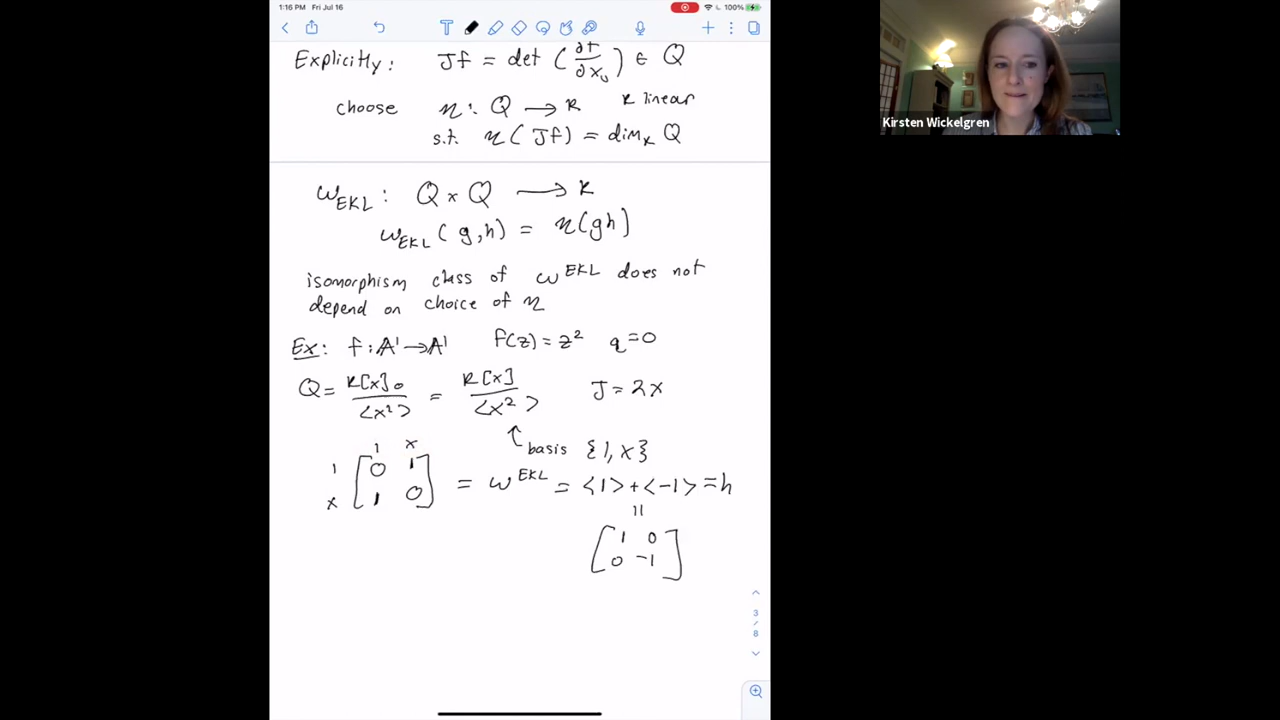 1:16 PM Fri Jul 16
100%
Explicitly: Jf = det (∂f/∂x_j) ∈ Q
choose η: Q → k k linear
s.t. η(Jf) = dim_k Q
ω_EKL: Q × Q → k
ω_EKL(g,h) = η(gh)
isomorphism class of ω^EKL does not
depend on choice of η
Ex: f: A¹ → A¹ f(z) = z² q=0
Q = k[x]_0/<x²> = k[x]/<x²> J = 2x
↑ basis {1,x}
1 x
1 [0 1
x 1 0] = ω^EKL = <1> + <-1> = h
=
[1 0
0 -1]
3
/
8
Kirsten Wickelgren